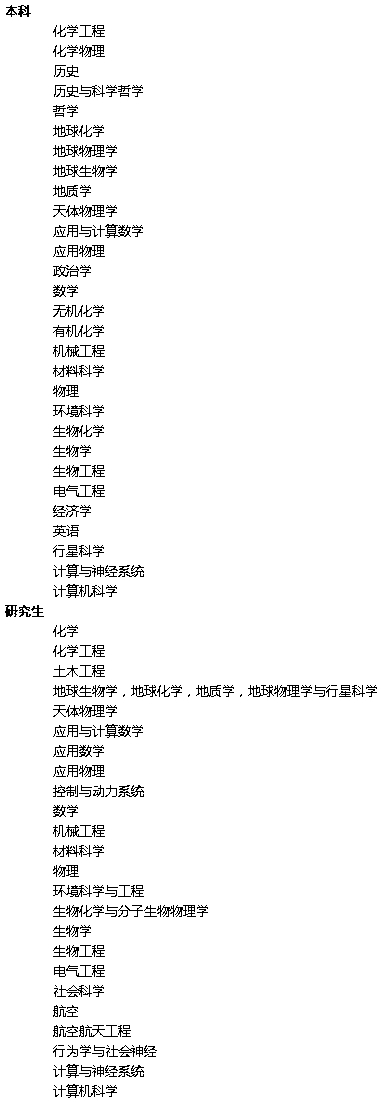 本科
化学工程
化学物理
历史
历史与科学哲学
哲学
地球化学
地球物理学
地球生物学
地质学
天体物理学
应用与计算数学
应用物理
政治学
数学
无机化学
有机化学
机械工程
材料科学
物理
环境科学
生物化学
生物学
生物工程
电气工程
经济学
英语
行星科学
计算与神经系统
计算机科学
研究生
化学
化学工程
土木工程
地球生物学，地球化学，地质学，地球物理学与行星科学
天体物理学
应用与计算数学
应用数学
应用物理
控制与动力系统
数学
机械工程
材料科学
物理
环境科学与工程
生物化学与分子生物物理学
生物学
生物工程
电气工程
社会科学
航空
航空航天工程
行为学与社会神经
计算与神经系统
计算机科学